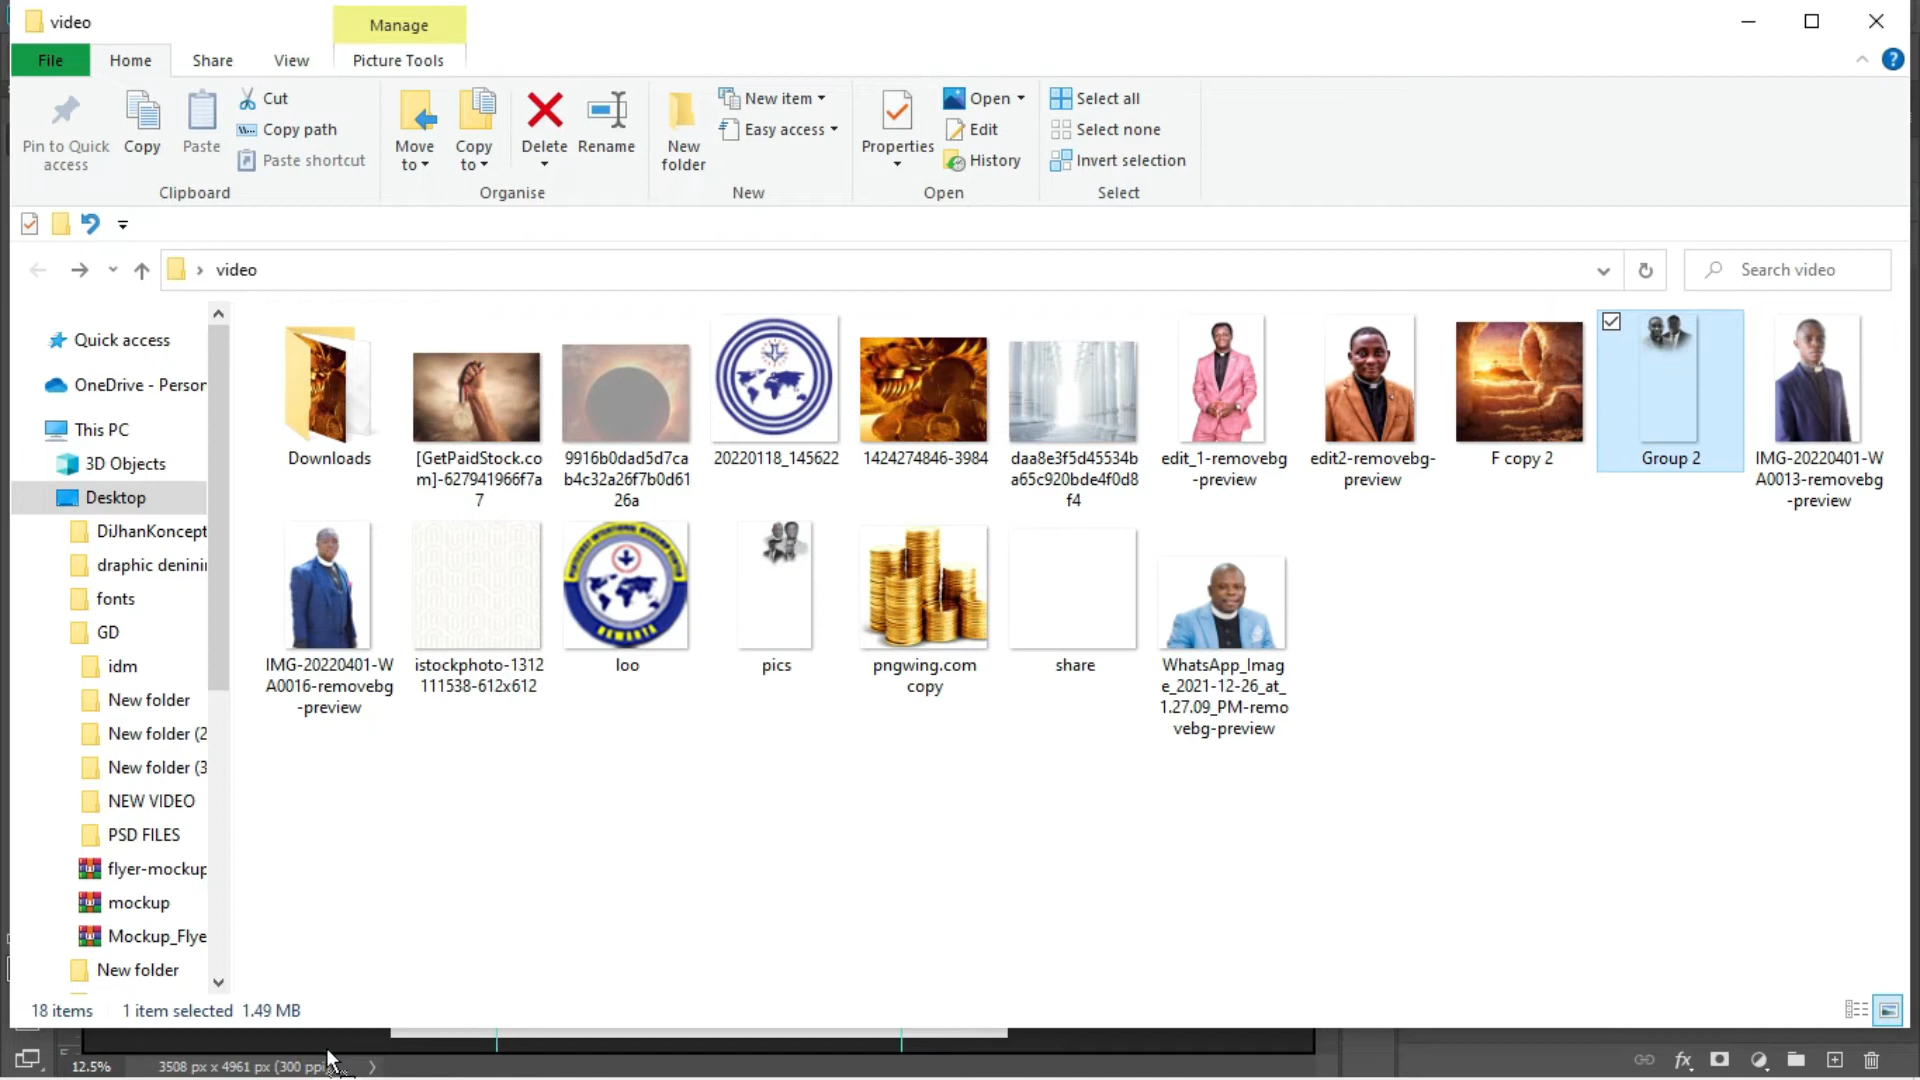 video
Manage
File
Home
Share
View
Picture Tools
Pin to Quick
access
Copy
Paste
Cut
Copy path
Paste shortcut
Clipboard
Move
to
Copy
to
Delete
Rename
Organise
New
folder
New item
Easy access
New
Properties
Open
Edit
History
Open
Select all
Select none
Invert selection
Select
video
Search video
Quick access
OneDrive - Person
This PC
3D Objects
Desktop
DiJhanKoncept
draphic deninii
fonts
GD
idm
New folder
New folder (2
New folder (3
NEW VIDEO
PSD FILES
flyer-mockup
mockup
Mockup_Flye
New folder
Downloads
[GetPaidStock.co
m]-627941966f7a
7
9916b0dad5d7ca
b4c32a26f7b0d61
26a
20220118_145622
1424274846-3984
daa8e3f5d45534b
a65c920bde4f0d8
f4
edit_1-removebg
-preview
edit2-removebg-
preview
F copy 2
Group 2
IMG-20220401-W
A0013-removebg
-preview
IMG-20220401-W
A0016-removebg
-preview
istockphoto-1312
111538-612x612
loo
pics
pngwing.com
copy
share
WhatsApp_Imag
e_2021-12-26_at_
1.27.09_PM-remo
vebg-preview
18 items
1 item selected 1.49 MB
12.5%
3508 px x 4961 px (300 pp
fx